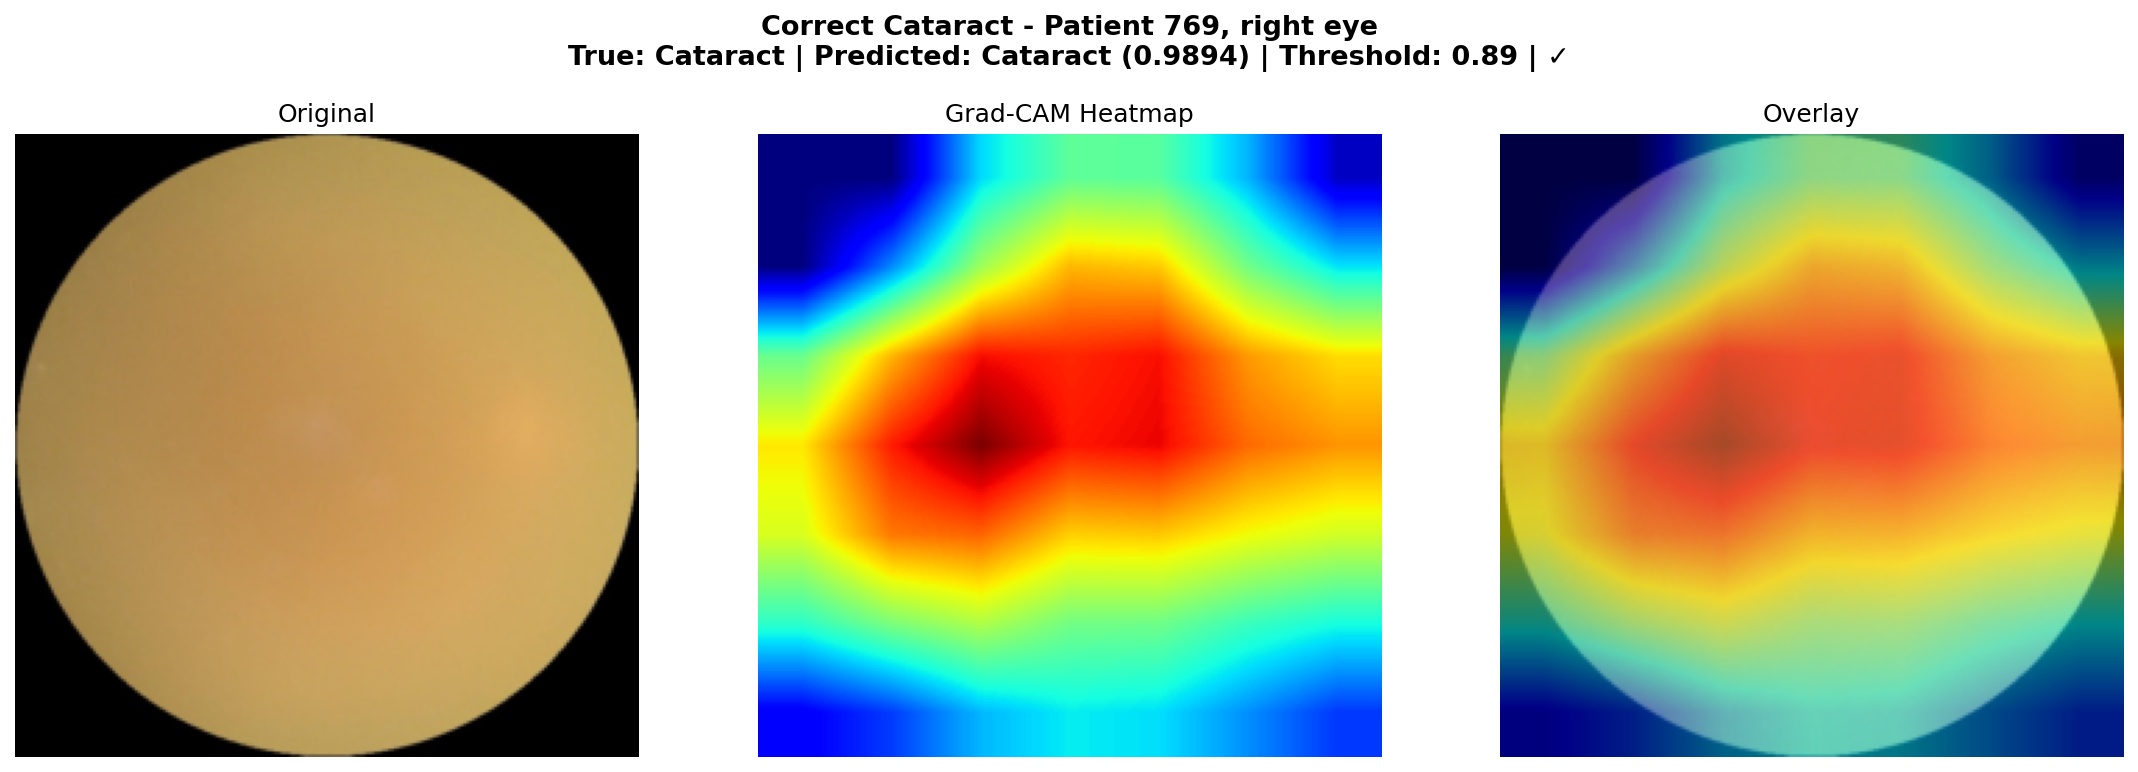 Correct Cataract - Patient 769, right eye
True: Cataract | Predicted: Cataract (0.9894) | Threshold: 0.89 | ✓
Original
Grad-CAM Heatmap
Overlay